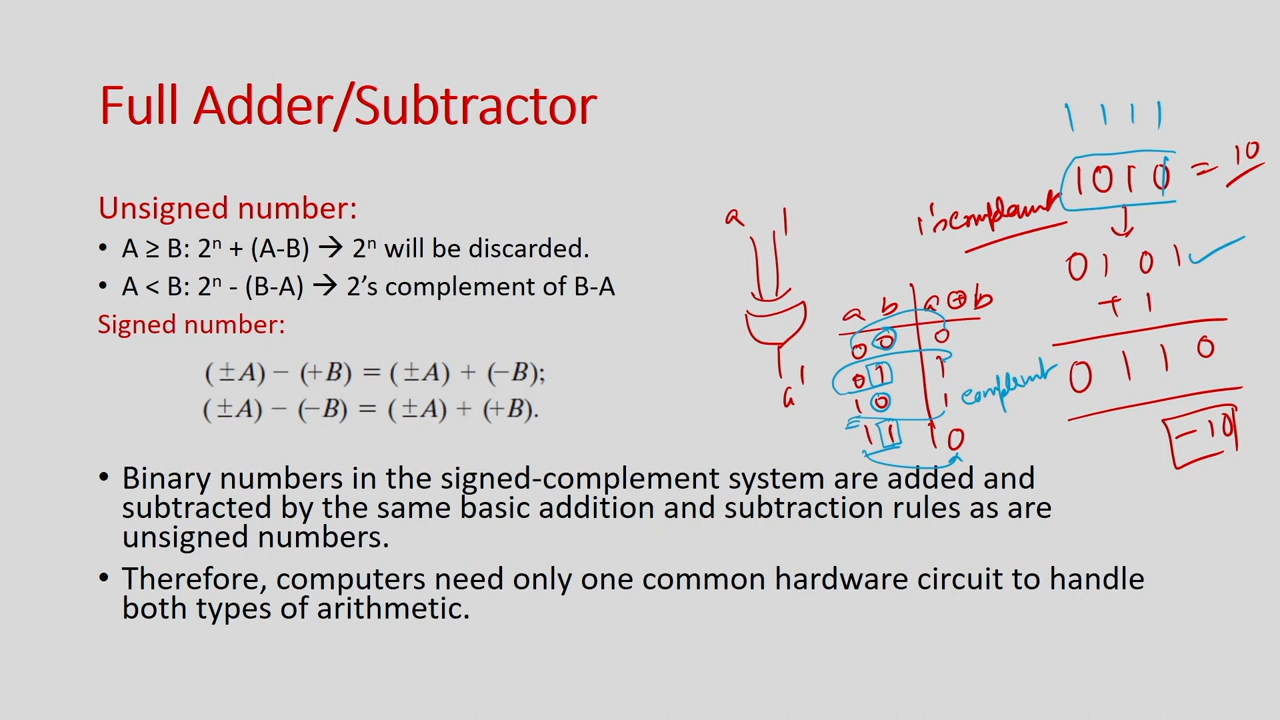 Full Adder/Subtractor
Unsigned number:
• A ≥ B: 2ⁿ + (A-B) → 2ⁿ will be discarded.
• A < B: 2ⁿ - (B-A) → 2’s complement of B-A
Signed number:
(±A) − (+B) = (±A) + (−B);
(±A) − (−B) = (±A) + (+B).
• Binary numbers in the signed-complement system are added and
subtracted by the same basic addition and subtraction rules as are
unsigned numbers.
• Therefore, computers need only one common hardware circuit to handle
both types of arithmetic.
a 1
a'
a b a ⊕ b
0 0 0
0 1 1
1 0 1
1 1 1 0
1 1 1 1
1 0 1 0 = 10
0 1 0 1
+ 1
0 1 1 0
-10